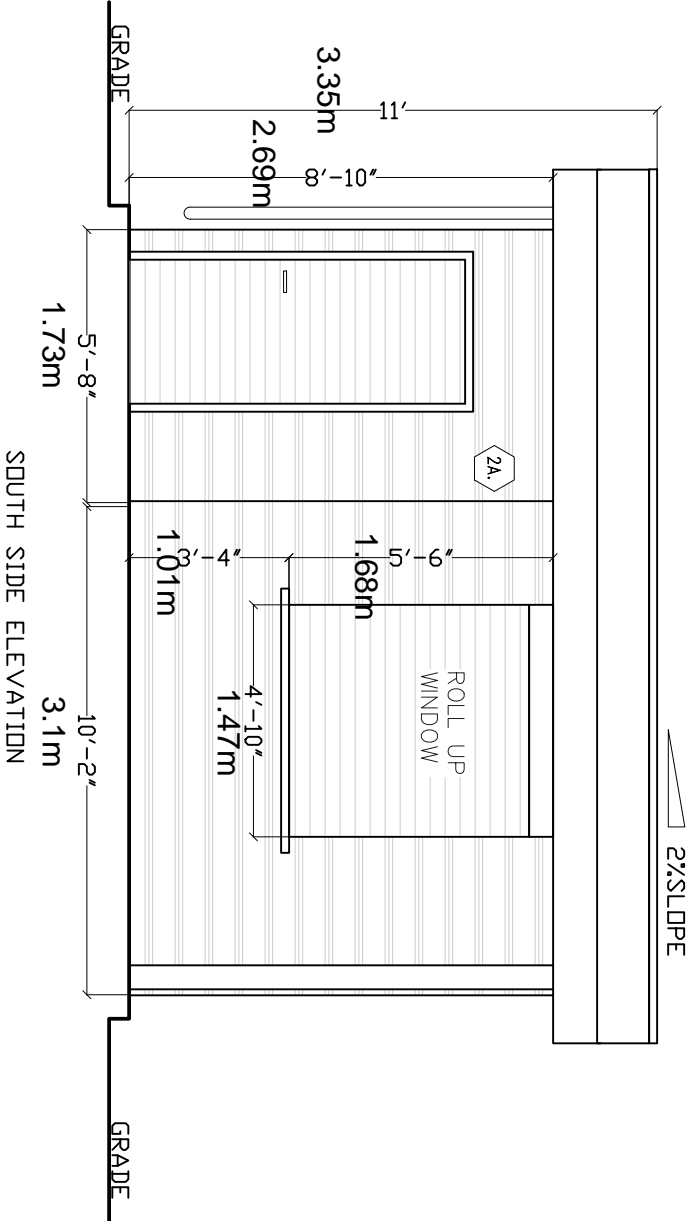 2%SLOPE
11'
3.35m
8'-10"
2.69m
2A.
5'-6"
1.68m
ROLL UP
WINDOW
3'-4"
1.01m
4'-10"
1.47m
GRADE
GRADE
5'-8"
1.73m
10'-2"
3.1m
SOUTH SIDE ELEVATION